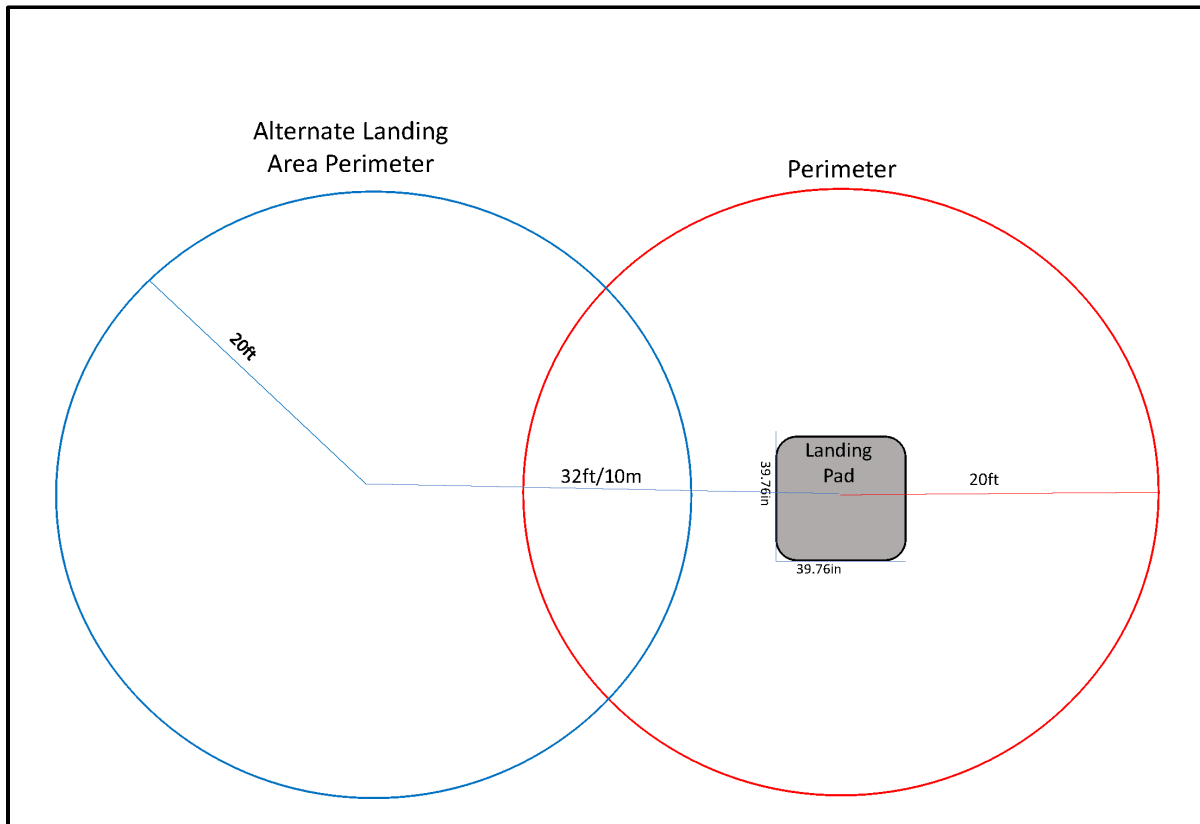 Alternate Landing
Area Perimeter
Perimeter
20ft
32ft/10m
Landing
Pad
39.76in
20ft
39.76in